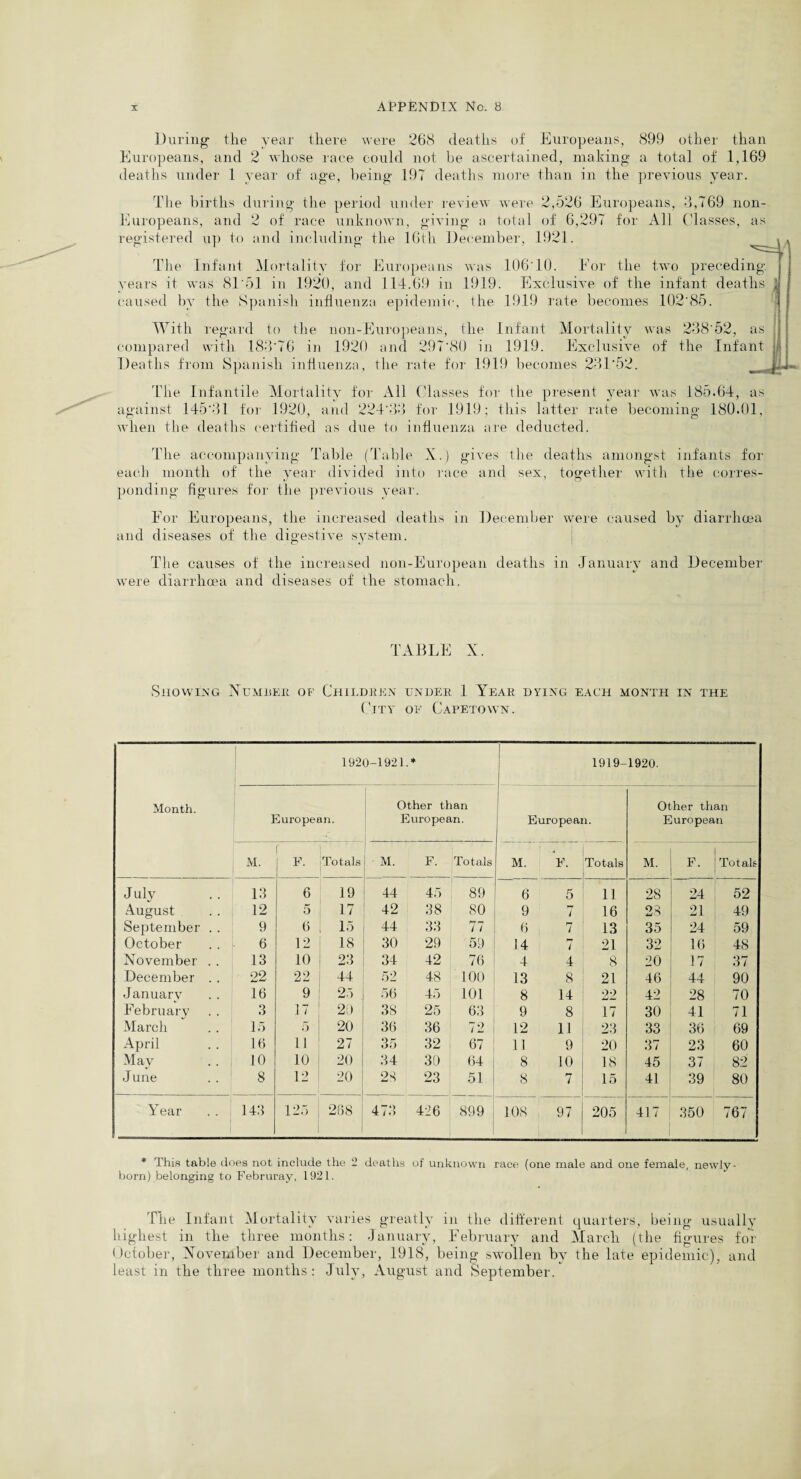 x APPENDIX No. 8
During the year there were 268 deaths of Europeans, 899 other than
Europeans, and 2 whose race could not be ascertained, making a total of 1,169
deaths under 1 year of age, being 197 deaths more than in the previous year.
The births during the period under review were 2,526 Europeans, 3,769 non-
Europeans, and 2 of race unknown, giving a total of 6,297 for All Classes, as
registered up to and including the 16th December, 1921.
The Infant Mortality for Europeans was 106·10. For the two preceding
years it was 81·51 in 1920, and 114.69 in 1919. Exclusive of the infant deaths
caused by the Spanish influenza epidemic, the 1919 rate becomes 102·85.
With regard to the non-Europeans, the Infant Mortality was 238·52, as
compared with 183·76 in 1920 and 297·80 in 1919. Exclusive of the Infant
Deaths from Spanish influenza, the rate for 1919 becomes 231·52.
The Infantile Mortality for All Classes for the present year was 185.64, as
against 145·31 for 1920, and 224·33 for 1919; this latter rate becoming 180.01,
when the deaths certified as due to influenza are deducted.
The accompanying Table (Table X.) gives the deaths amongst infants for
each month of the year divided into race and sex, together with the corres-
ponding figures for the previous year.
For Europeans, the increased deaths in December were caused by diarrhœa
and diseases of the digestive system.
The causes of the increased non-European deaths in January and December
were diarrhœa and diseases of the stomach.
TABLE X.
Showing Number of Children under 1 Year dying each month in the
City of Capetown.
Month. 1920-1921.* 1919-1920.
European. Other than European. European. Other than European
M. F. Totals M. F. Totals M. F. Totals M. F. Totals
July .. 13 6 19 44 45 89 6 5 11 28 24 52
August .. 12 5 17 42 38 80 9 7 16 28 21 49
September .. 9 6 15 44 33 77 6 7 13 35 24 59
October .. 6 12 18 30 29 59 14 7 21 32 16 48
November .. 13 10 23 34 42 76 4 4 8 20 17 37
December .. 22 22 44 52 48 100 13 8 21 46 44 90
January .. 16 9 25 56 45 101 8 14 22 42 28 70
February .. 3 17 20 38 25 63 9 8 17 30 41 71
March .. 15 5 20 36 36 72 12 11 23 33 36 69
April .. 16 11 27 35 32 67 11 9 20 37 23 60
May .. 10 10 20 34 30 64 8 10 18 45 37 82
June .. 8 12 20 28 23 51 8 7 15 41 39 80
Year .. 143 125 268 473 426 899 108 97 205 417 350 767
* This table does not include the 2 deaths of unknown race (one male and one female, newly-
born) belonging to Februray, 1921.
The Infant Mortality varies greatly in the different quarters, being usually
highest in the three months: January, February and March (the figures for
October, November and December, 1918, being swollen by the late epidemic), and
least in the three months: July, August and September.